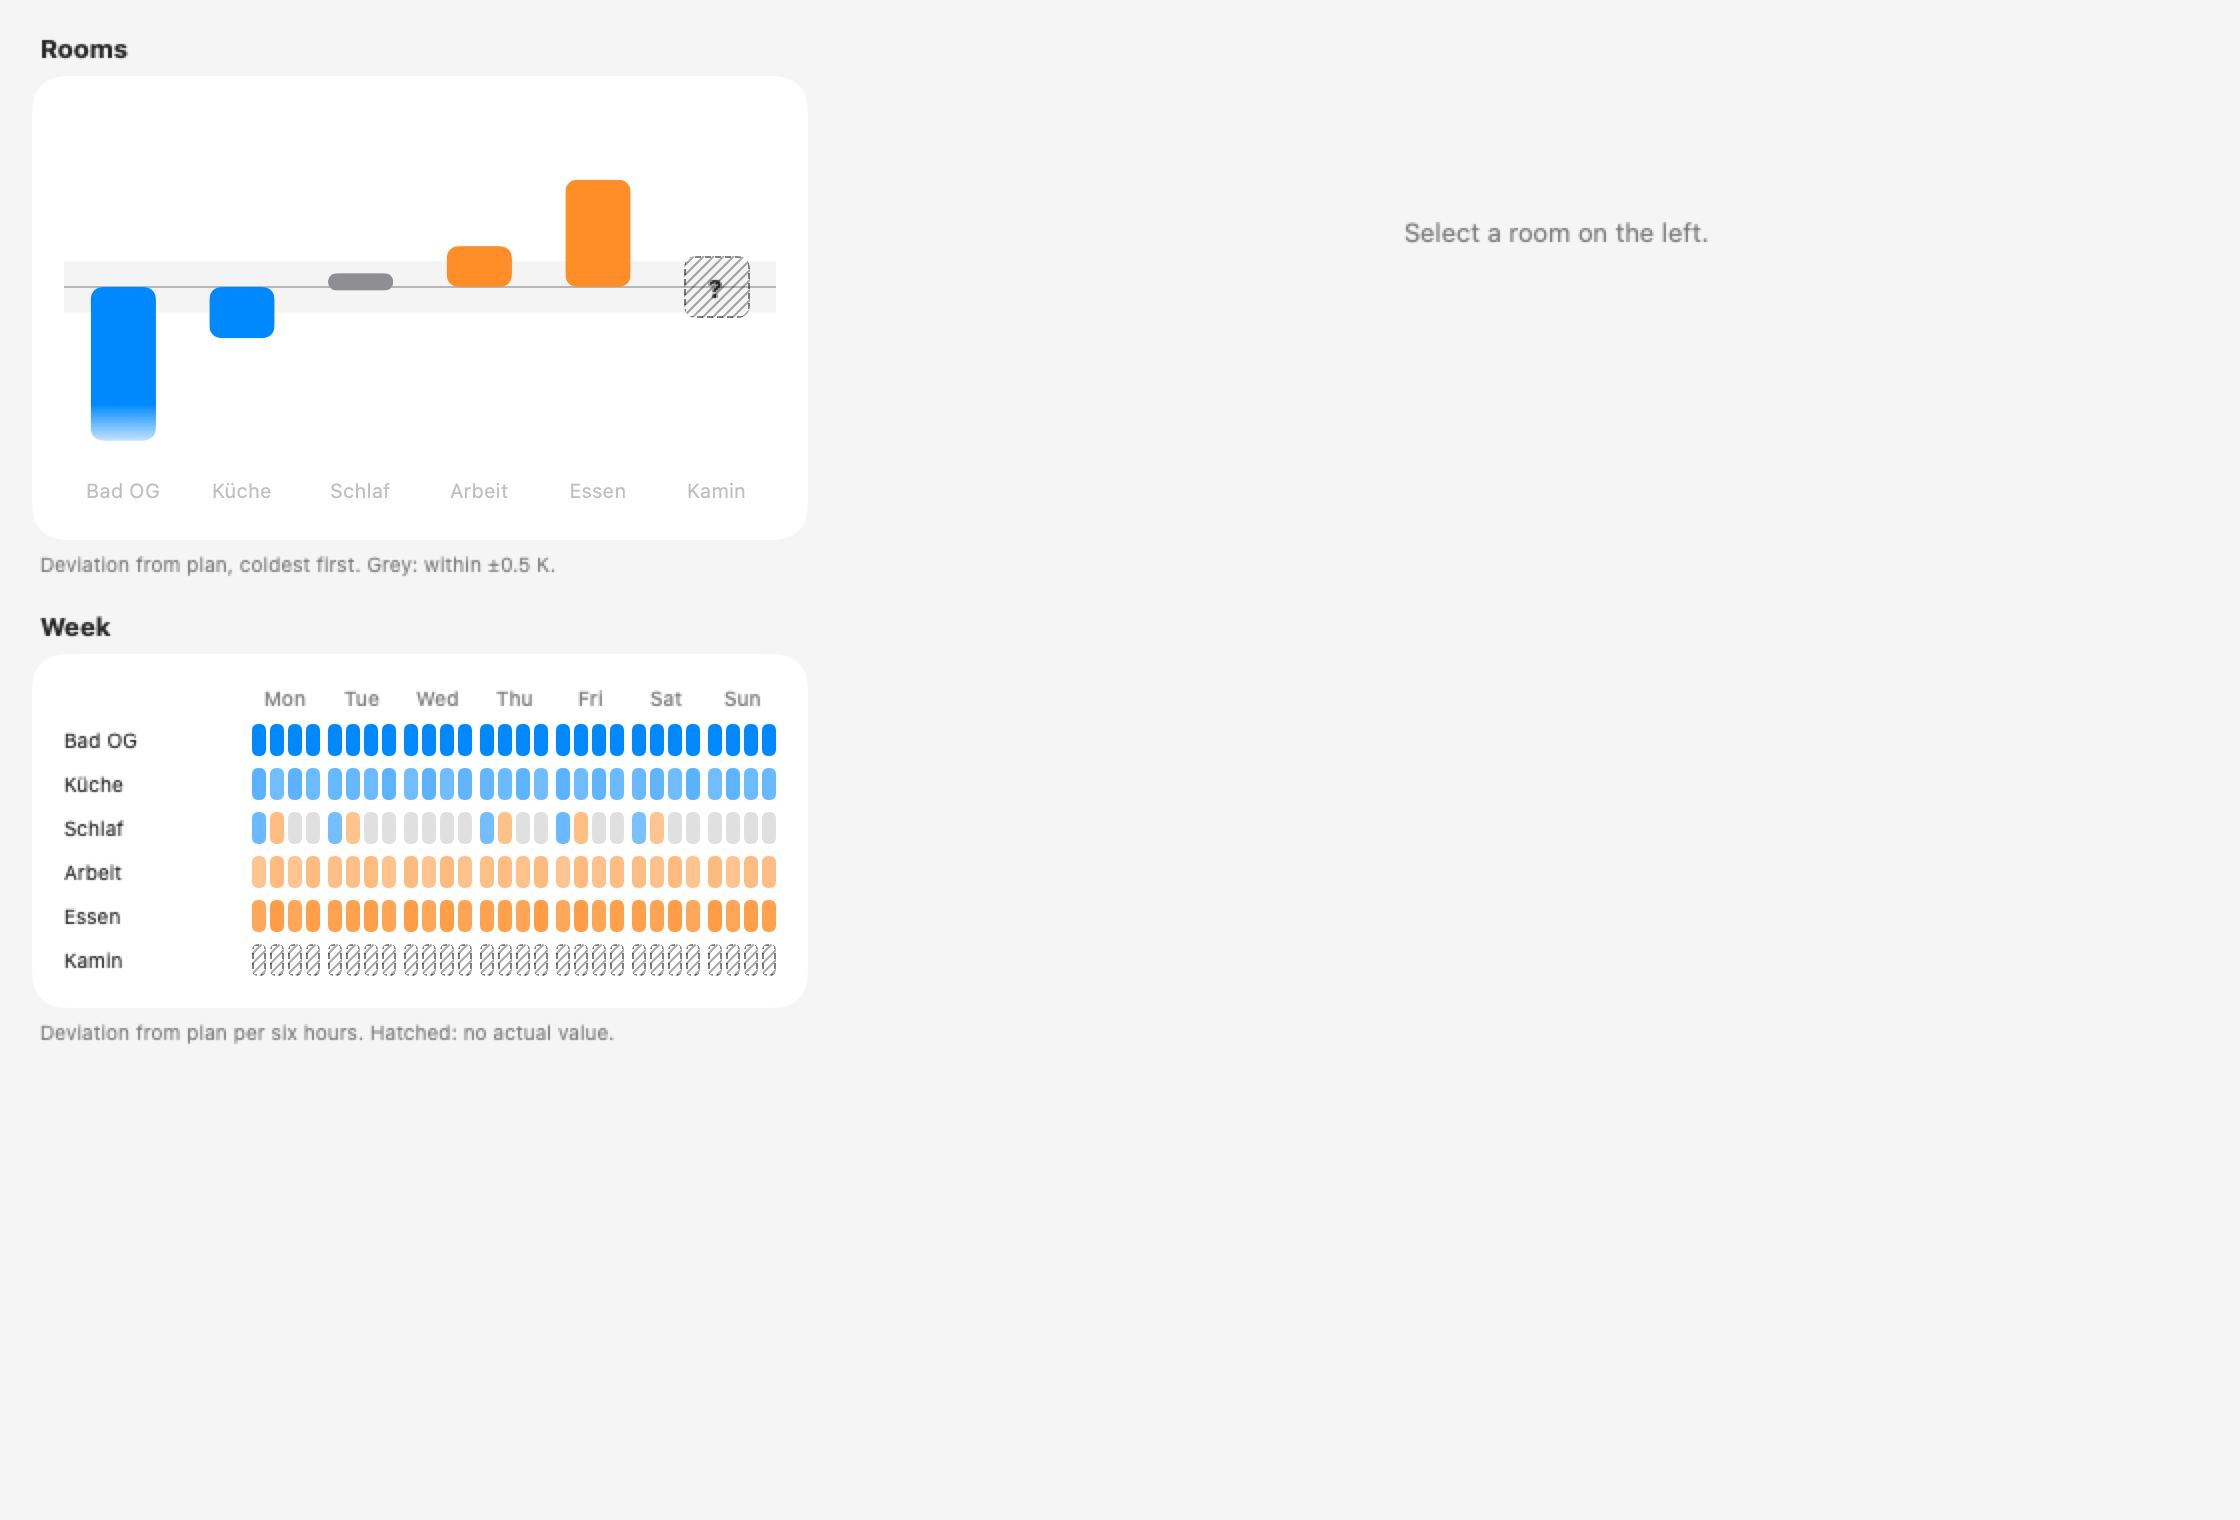 Rooms
Select a room on the left.
?
Bad OG Küche Schlaf Arbeit Essen Kamin
Deviation from plan, coldest first. Grey: within ±0.5 K.
Week
Mon Tue Wed Thu Fri Sat Sun
Bad OG
Küche
Schlaf
Arbeit
Essen
Kamin
Deviation from plan per six hours. Hatched: no actual value.